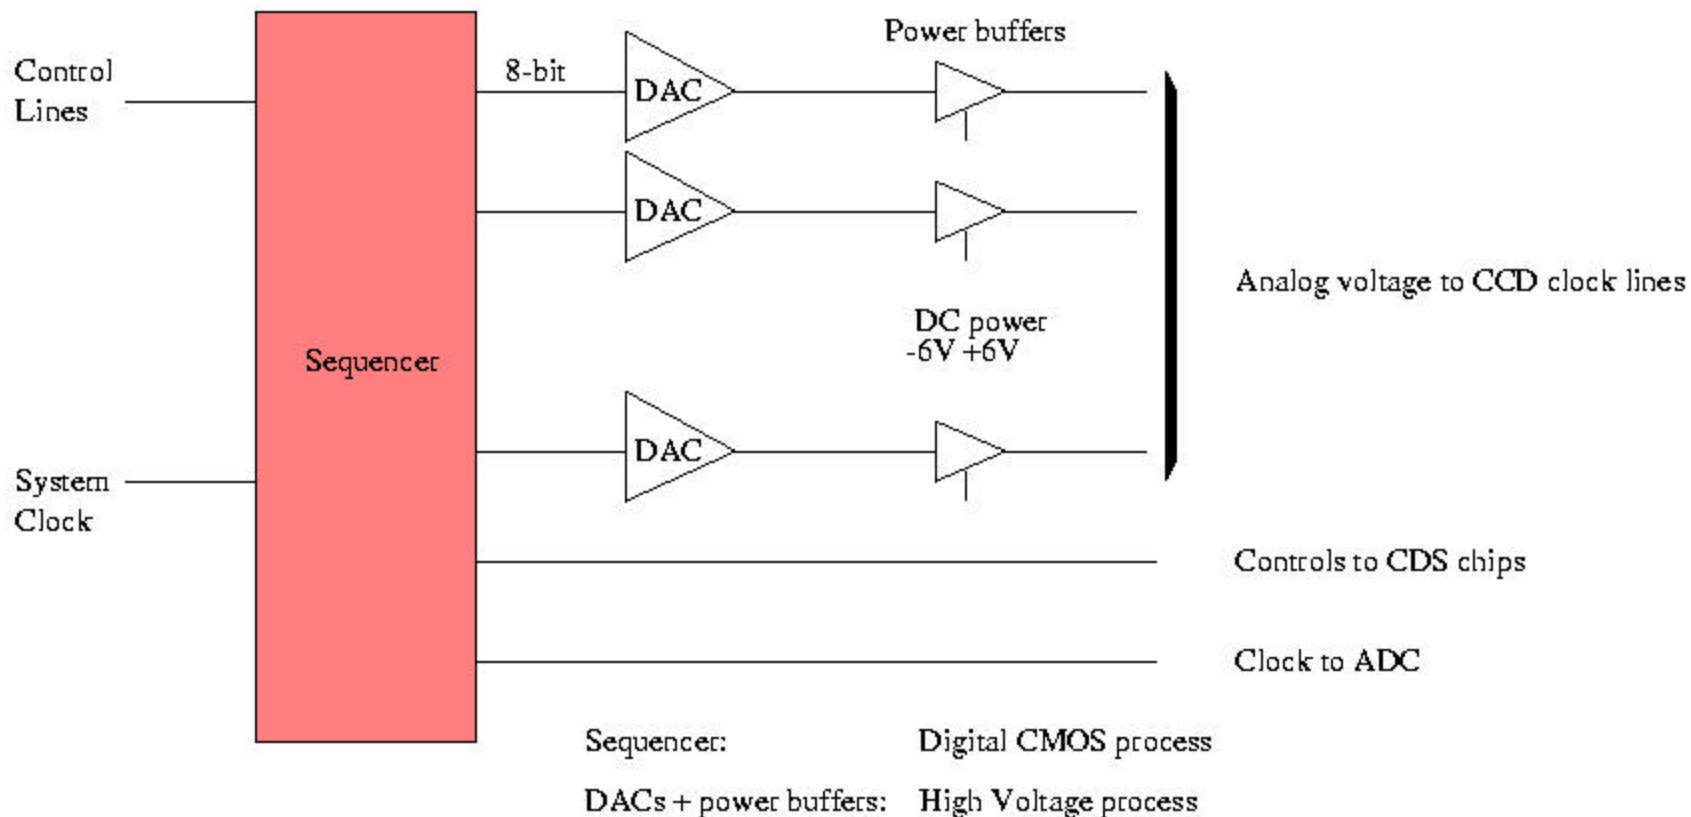 Power buffers
Control
Lines
8-bit
DAC
DAC
Analog voltage to CCD clock lines
DC power
-6V +6V
Sequencer
DAC
System
Clock
Controls to CDS chips
Clock to ADC
Sequencer: Digital CMOS process
DACs + power buffers: High Voltage process